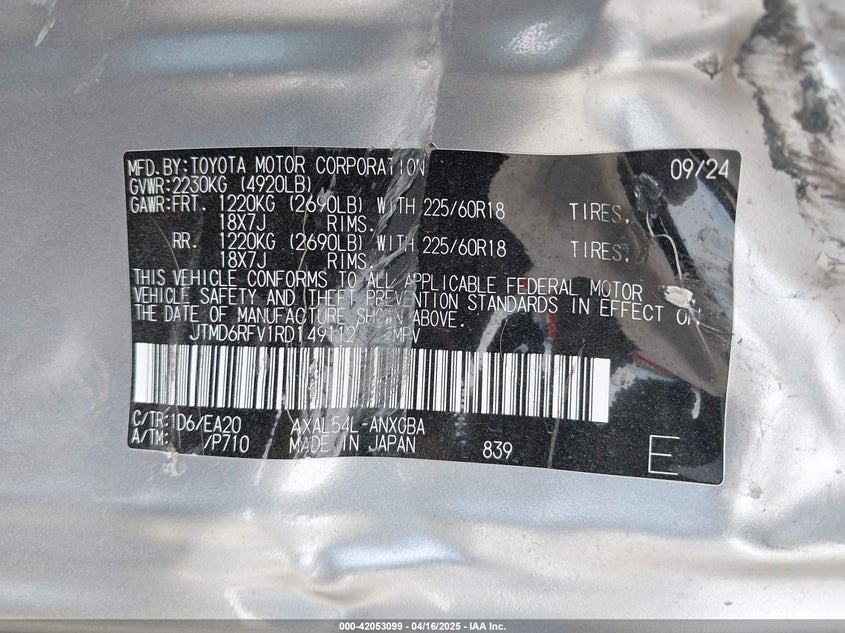 MFD.BY:TOYOTA MOTOR CORPORATION 09/24
GVWR:2230KG (4920LB)
GAWR:FRT. 1220KG (2690LB) WITH 225/60R18 TIRES,
18X7J RIMS.
RR. 1220KG (2690LB) WITH 225/60R18 TIRES,
18X7J RIMS.
THIS VEHICLE CONFORMS TO ALL APPLICABLE FEDERAL MOTOR
VEHICLE SAFETY AND THEFT PREVENTION STANDARDS IN EFFECT ON
THE DATE OF MANUFACTURE SHOWN ABOVE.
JTMD6RFV1RD149112 MPV
C/TR:1D6/EA20 AXAL54L-ANXGBA
A/TM: /P710 MADE IN JAPAN 839 E
000-42053099 - 04/16/2025 - IAA Inc.